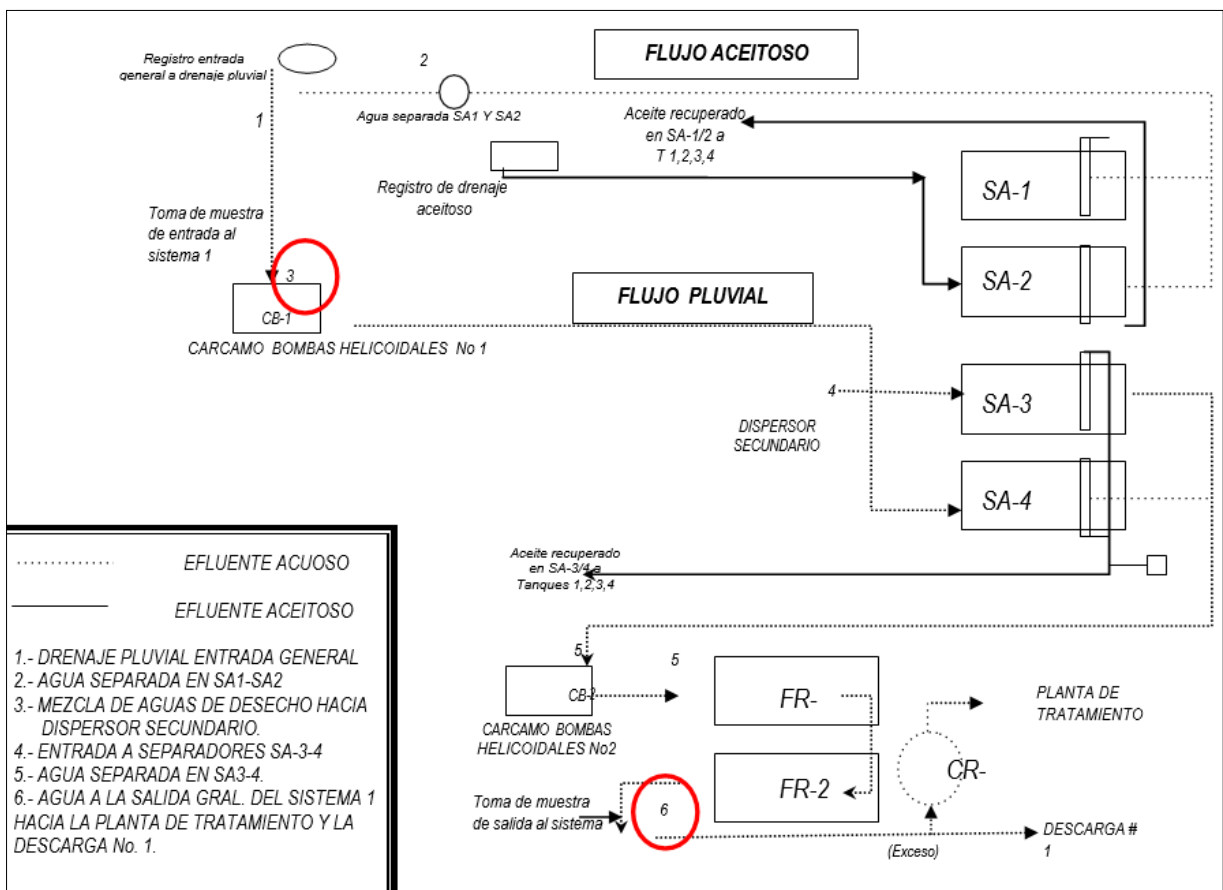 FLUJO ACEITOSO
Registro entrada
general a drenaje pluvial
2
1
Agua separada SA1 Y SA2
Aceite recuperado
en SA-1/2 a
T 1,2,3,4
Registro de drenaje
aceitoso
SA-1
SA-2
Toma de muestra
de entrada al
sistema 1
3
CB-1
CARCAMO BOMBAS HELICOIDALES No 1
FLUJO PLUVIAL
4
DISPERSOR
SECUNDARIO
SA-3
SA-4
Aceite recuperado
en SA-3/4 a
Tanques 1,2,3,4
EFLUENTE ACUOSO
EFLUENTE ACEITOSO
1.- DRENAJE PLUVIAL ENTRADA GENERAL
2.- AGUA SEPARADA EN SA1-SA2
3.- MEZCLA DE AGUAS DE DESECHO HACIA
DISPERSOR SECUNDARIO.
4.- ENTRADA A SEPARADORES SA-3-4
5.- AGUA SEPARADA EN SA3-4.
6.- AGUA A LA SALIDA GRAL. DEL SISTEMA 1
HACIA LA PLANTA DE TRATAMIENTO Y LA
DESCARGA No. 1.
5
5
CB-2
CARCAMO BOMBAS
HELICOIDALES No2
FR-
FR-2
CR-
PLANTA DE
TRATAMIENTO
Toma de muestra
de salida al sistema
6
(Exceso)
DESCARGA #
1